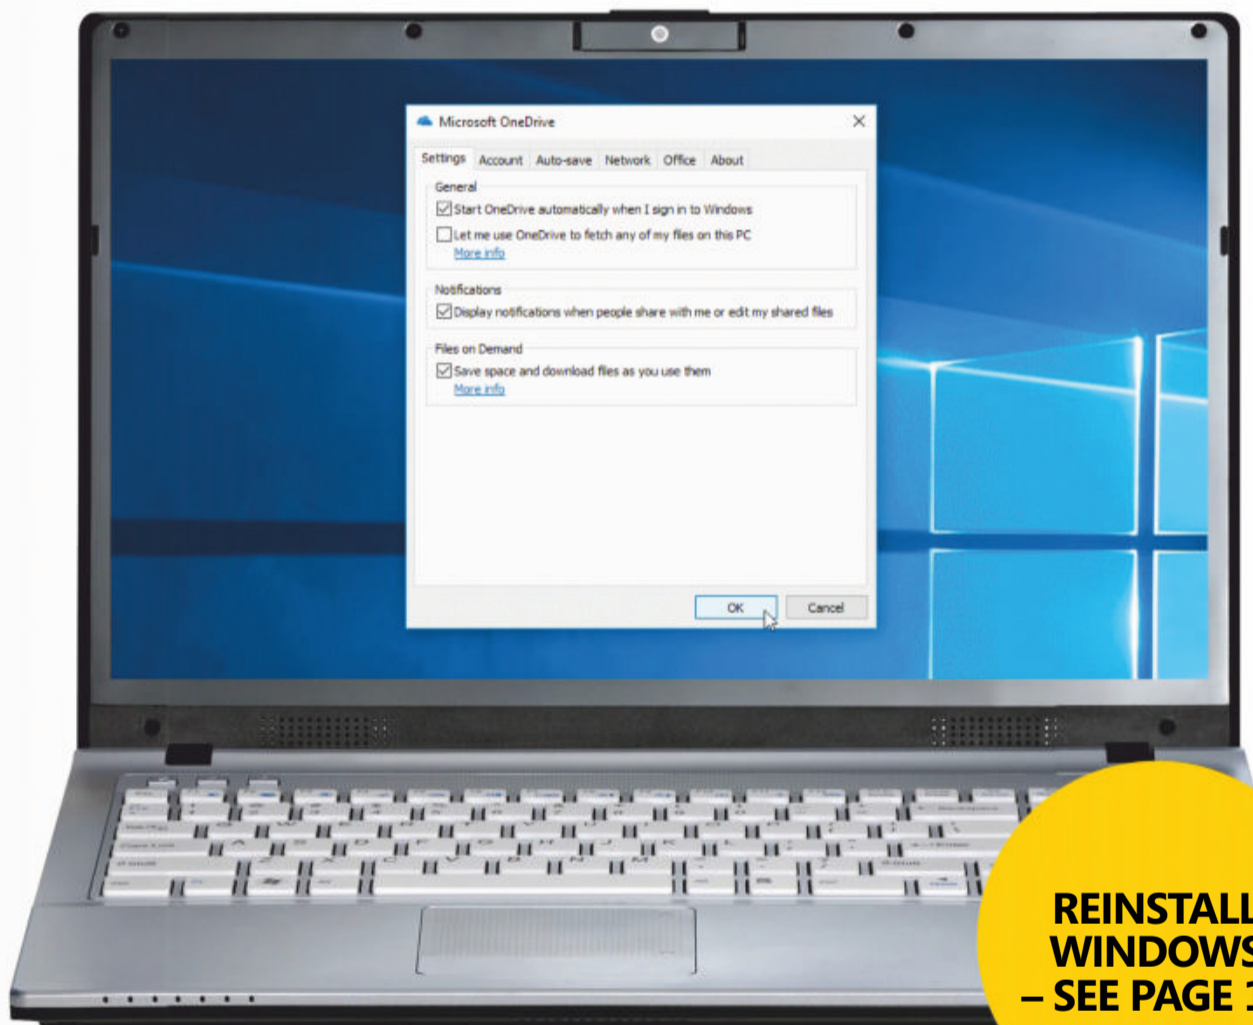 Microsoft OneDrive
Settings Account Auto-save Network Office About
General
Start OneDrive automatically when I sign in to Windows
Let me use OneDrive to fetch any of my files on this PC
More info
Notifications
Display notifications when people share with me or edit my shared files
Files on Demand
Save space and download files as you use them
More info
OK Cancel
REINSTALL
WINDOWS
– SEE PAGE